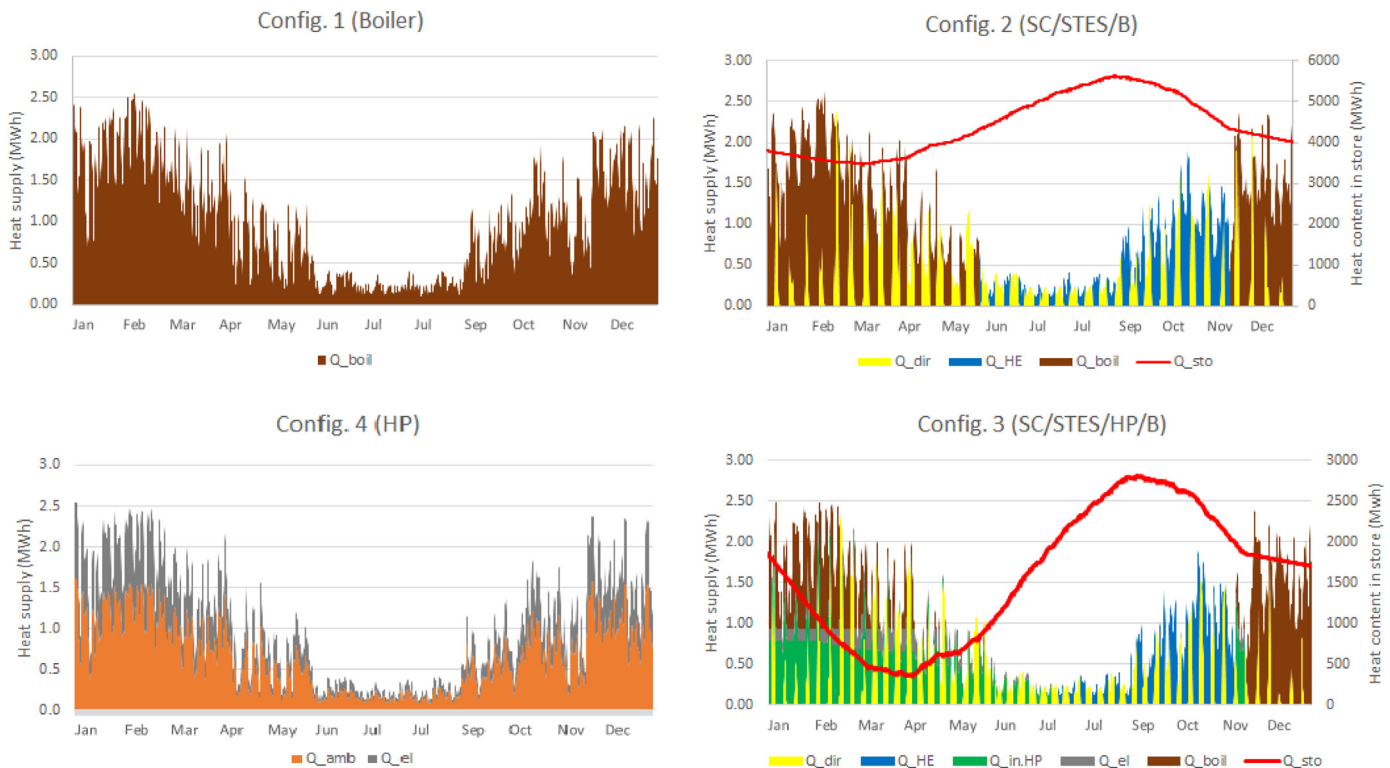 Config. 1 (Boiler)
Heat supply (MWh)
3.00
2.50
2.00
1.50
1.00
0.50
0.00
Jan Feb Mar Apr May Jun Jul Jul Sep Oct Nov Dec
Q_boil
Config. 2 (SC/STES/B)
Heat supply (MWh)
3.00
2.50
2.00
1.50
1.00
0.50
0.00
6000
5000
4000
3000
2000
1000
0
Heat content in store (MWh)
Jan Feb Mar Apr May Jun Jul Jul Sep Oct Nov Dec
Q_dir Q_HE Q_boil Q_sto
Config. 4 (HP)
Heat supply (MWh)
3.0
2.5
2.0
1.5
1.0
0.5
0.0
Jan Feb Mar Apr May Jun Jul Jul Sep Oct Nov Dec
Q_amb Q_el
Config. 3 (SC/STES/HP/B)
Heat supply (MWh)
3.00
2.50
2.00
1.50
1.00
0.50
0.00
3000
2500
2000
1500
1000
500
0
Heat content in store (Mwh)
Jan Feb Mar Apr May Jun Jul Jul Sep Oct Nov Dec
Q_dir Q_HE Q_in.HP Q_el Q_boil Q_sto